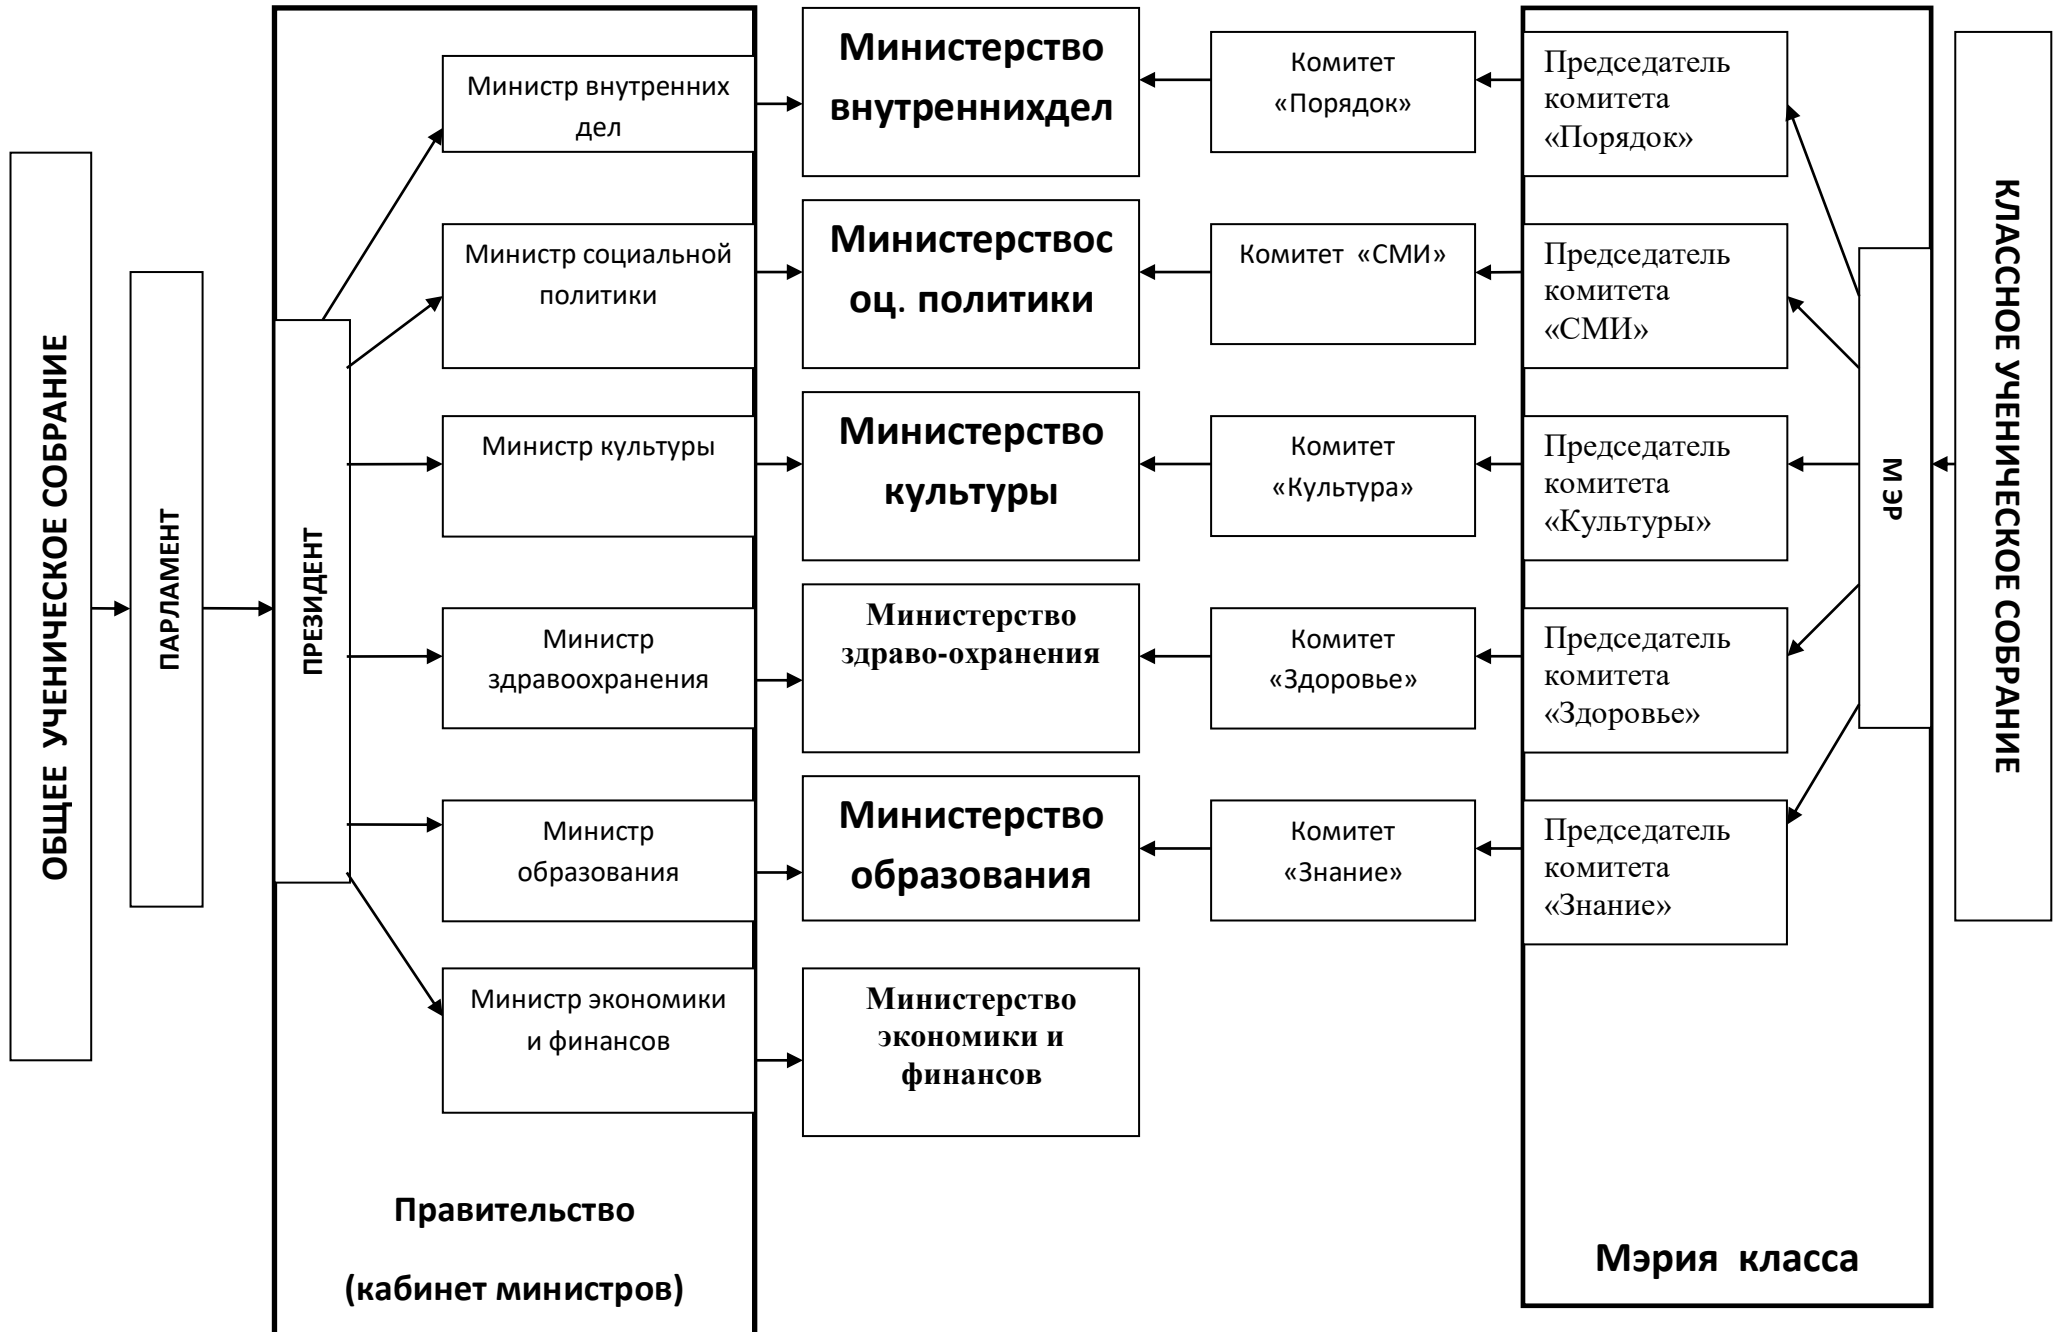 ОБЩЕЕ УЧЕНИЧЕСКОЕ СОБРАНИЕ
ПАРЛАМЕНТ
ПРЕЗИДЕНТ
Министр внутренних
дел
Министр социальной
политики
Министр культуры
Министр
здравоохранения
Министр
образования
Министр экономики
и финансов
Правительство
(кабинет министров)
Министерство
внутреннихдел
Министерствос
оц. политики
Министерство
культуры
Министерство
здраво-охранения
Министерство
образования
Министерство
экономики и
финансов
Комитет
«Порядок»
Комитет «СМИ»
Комитет
«Культура»
Комитет
«Здоровье»
Комитет
«Знание»
Председатель
комитета
«Порядок»
Председатель
комитета
«СМИ»
Председатель
комитета
«Культуры»
Председатель
комитета
«Здоровье»
Председатель
комитета
«Знание»
Мэрия класса
М ЭР
КЛАССНОЕ УЧЕНИЧЕСКОЕ СОБРАНИЕ